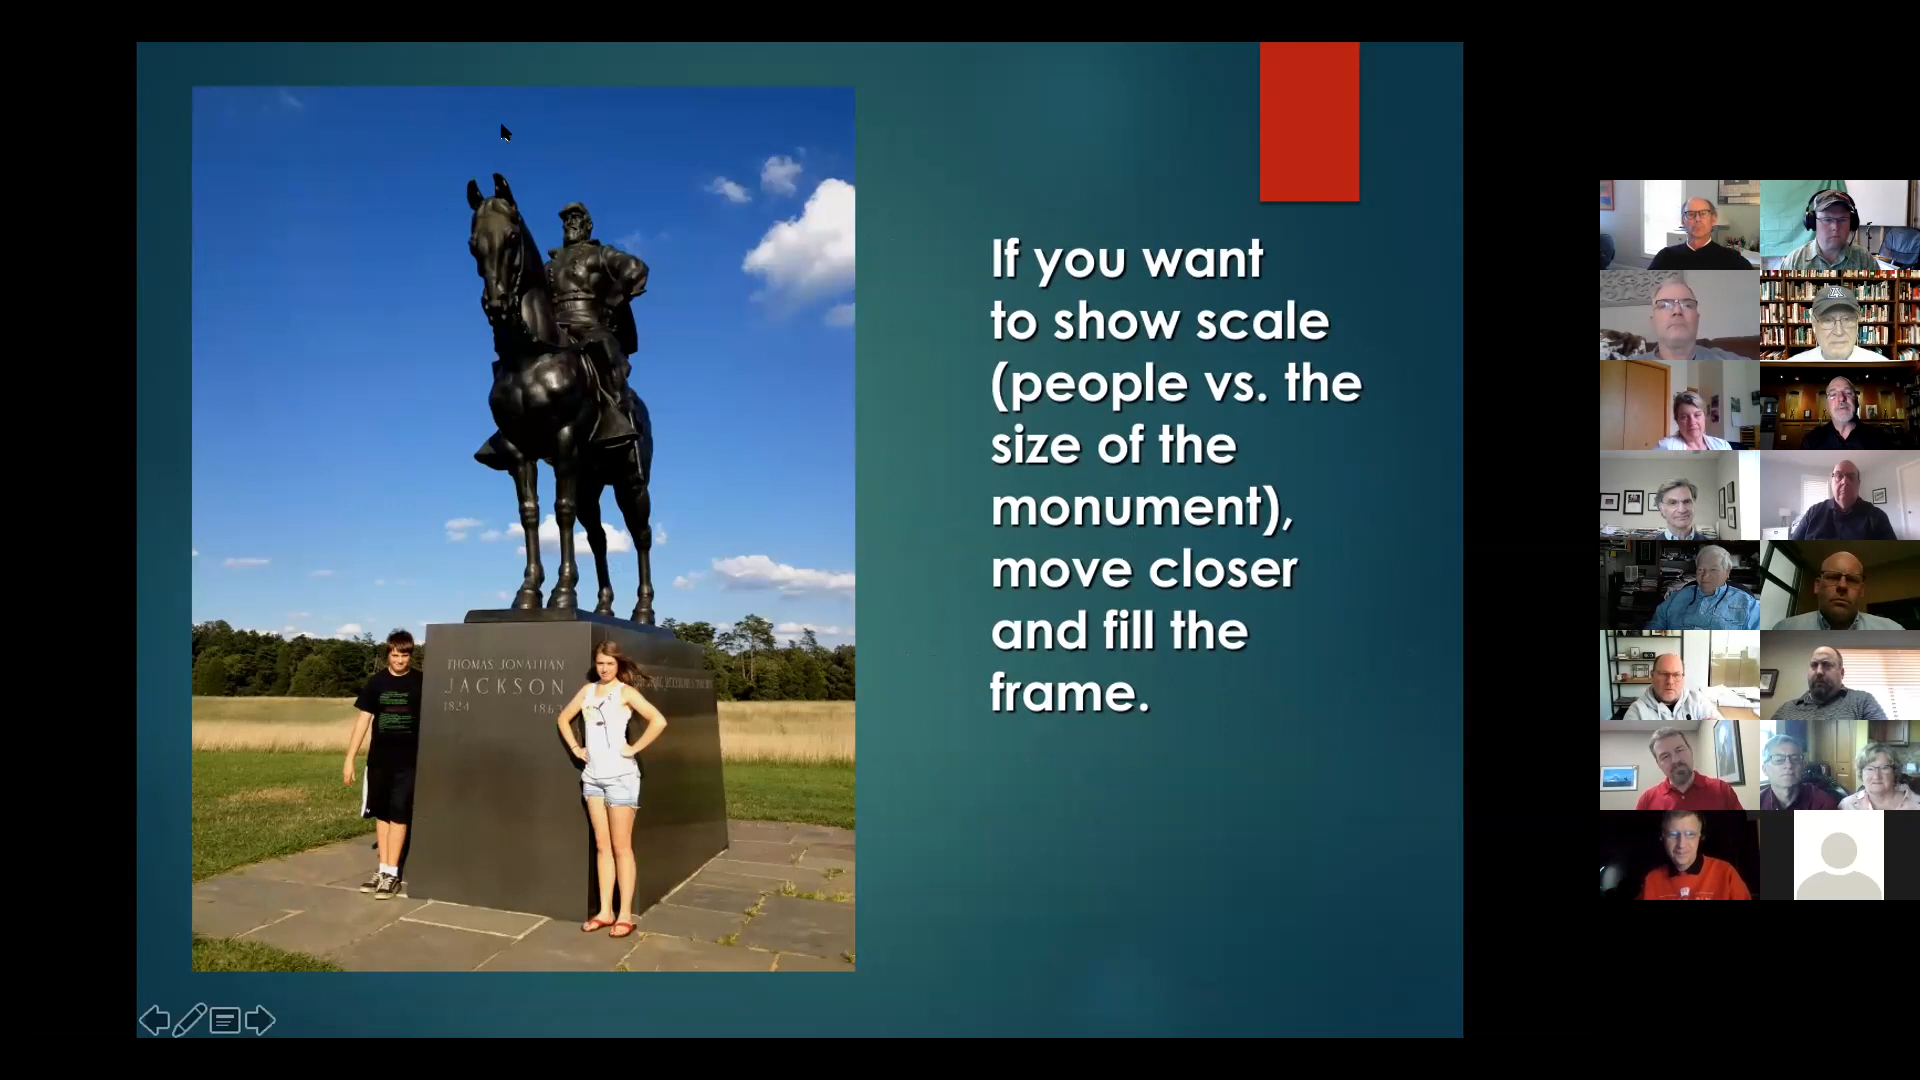 If you want
to show scale
(people vs. the
size of the
monument),
move closer
and fill the
frame.
THOMAS JONATHAN
JACKSON
1824 1863